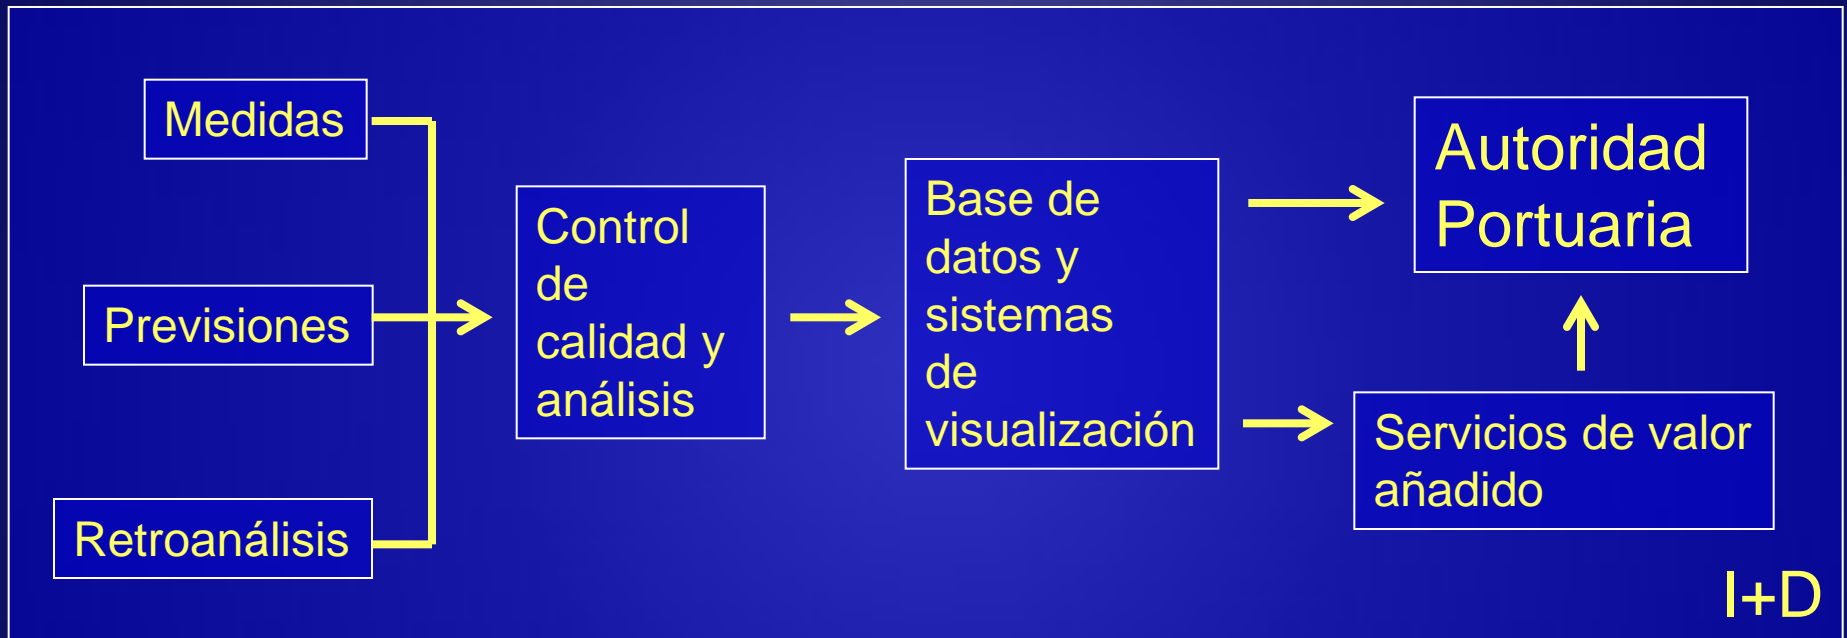 Medidas
Previsiones
Retroanálisis
Control
de
calidad y
análisis
Base de
datos y
sistemas
de
visualización
Autoridad
Portuaria
Servicios de valor
añadido
I+D